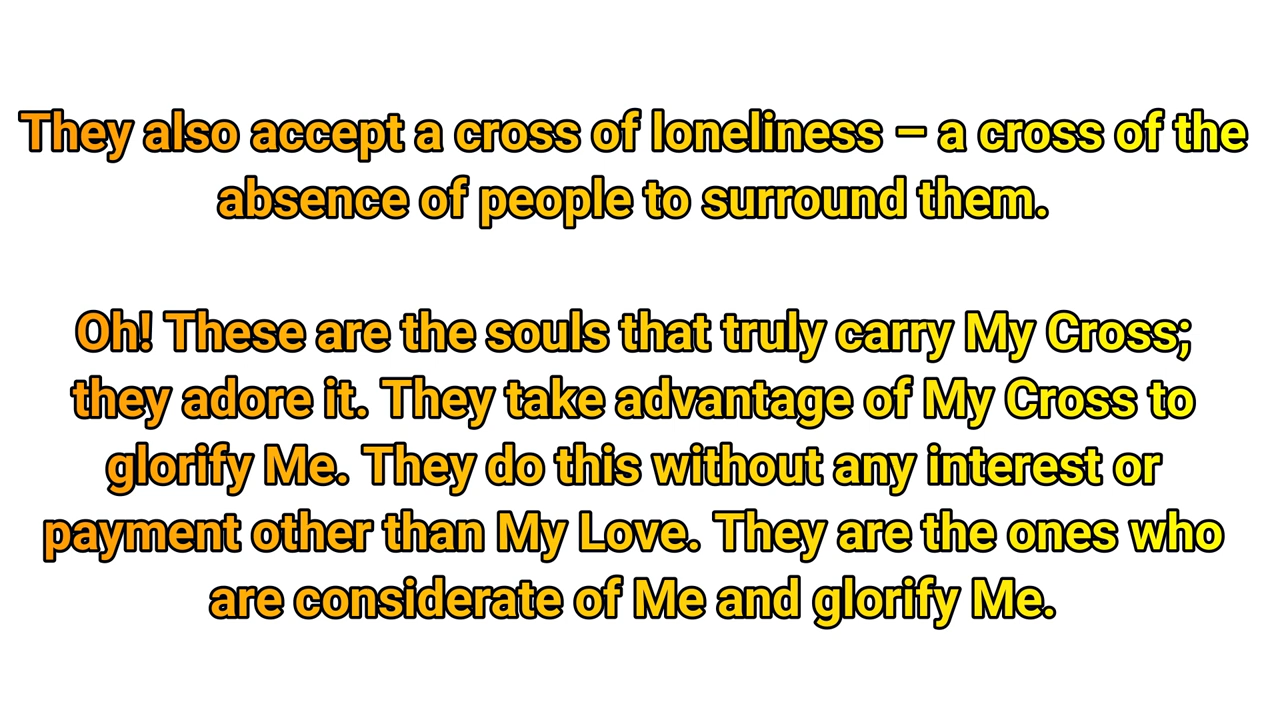 They also accept a cross of loneliness – a cross of the
absence of people to surround them.
Oh! These are the souls that truly carry My Cross;
they adore it. They take advantage of My Cross to
glorify Me. They do this without any interest or
payment other than My Love. They are the ones who
are considerate of Me and glorify Me.